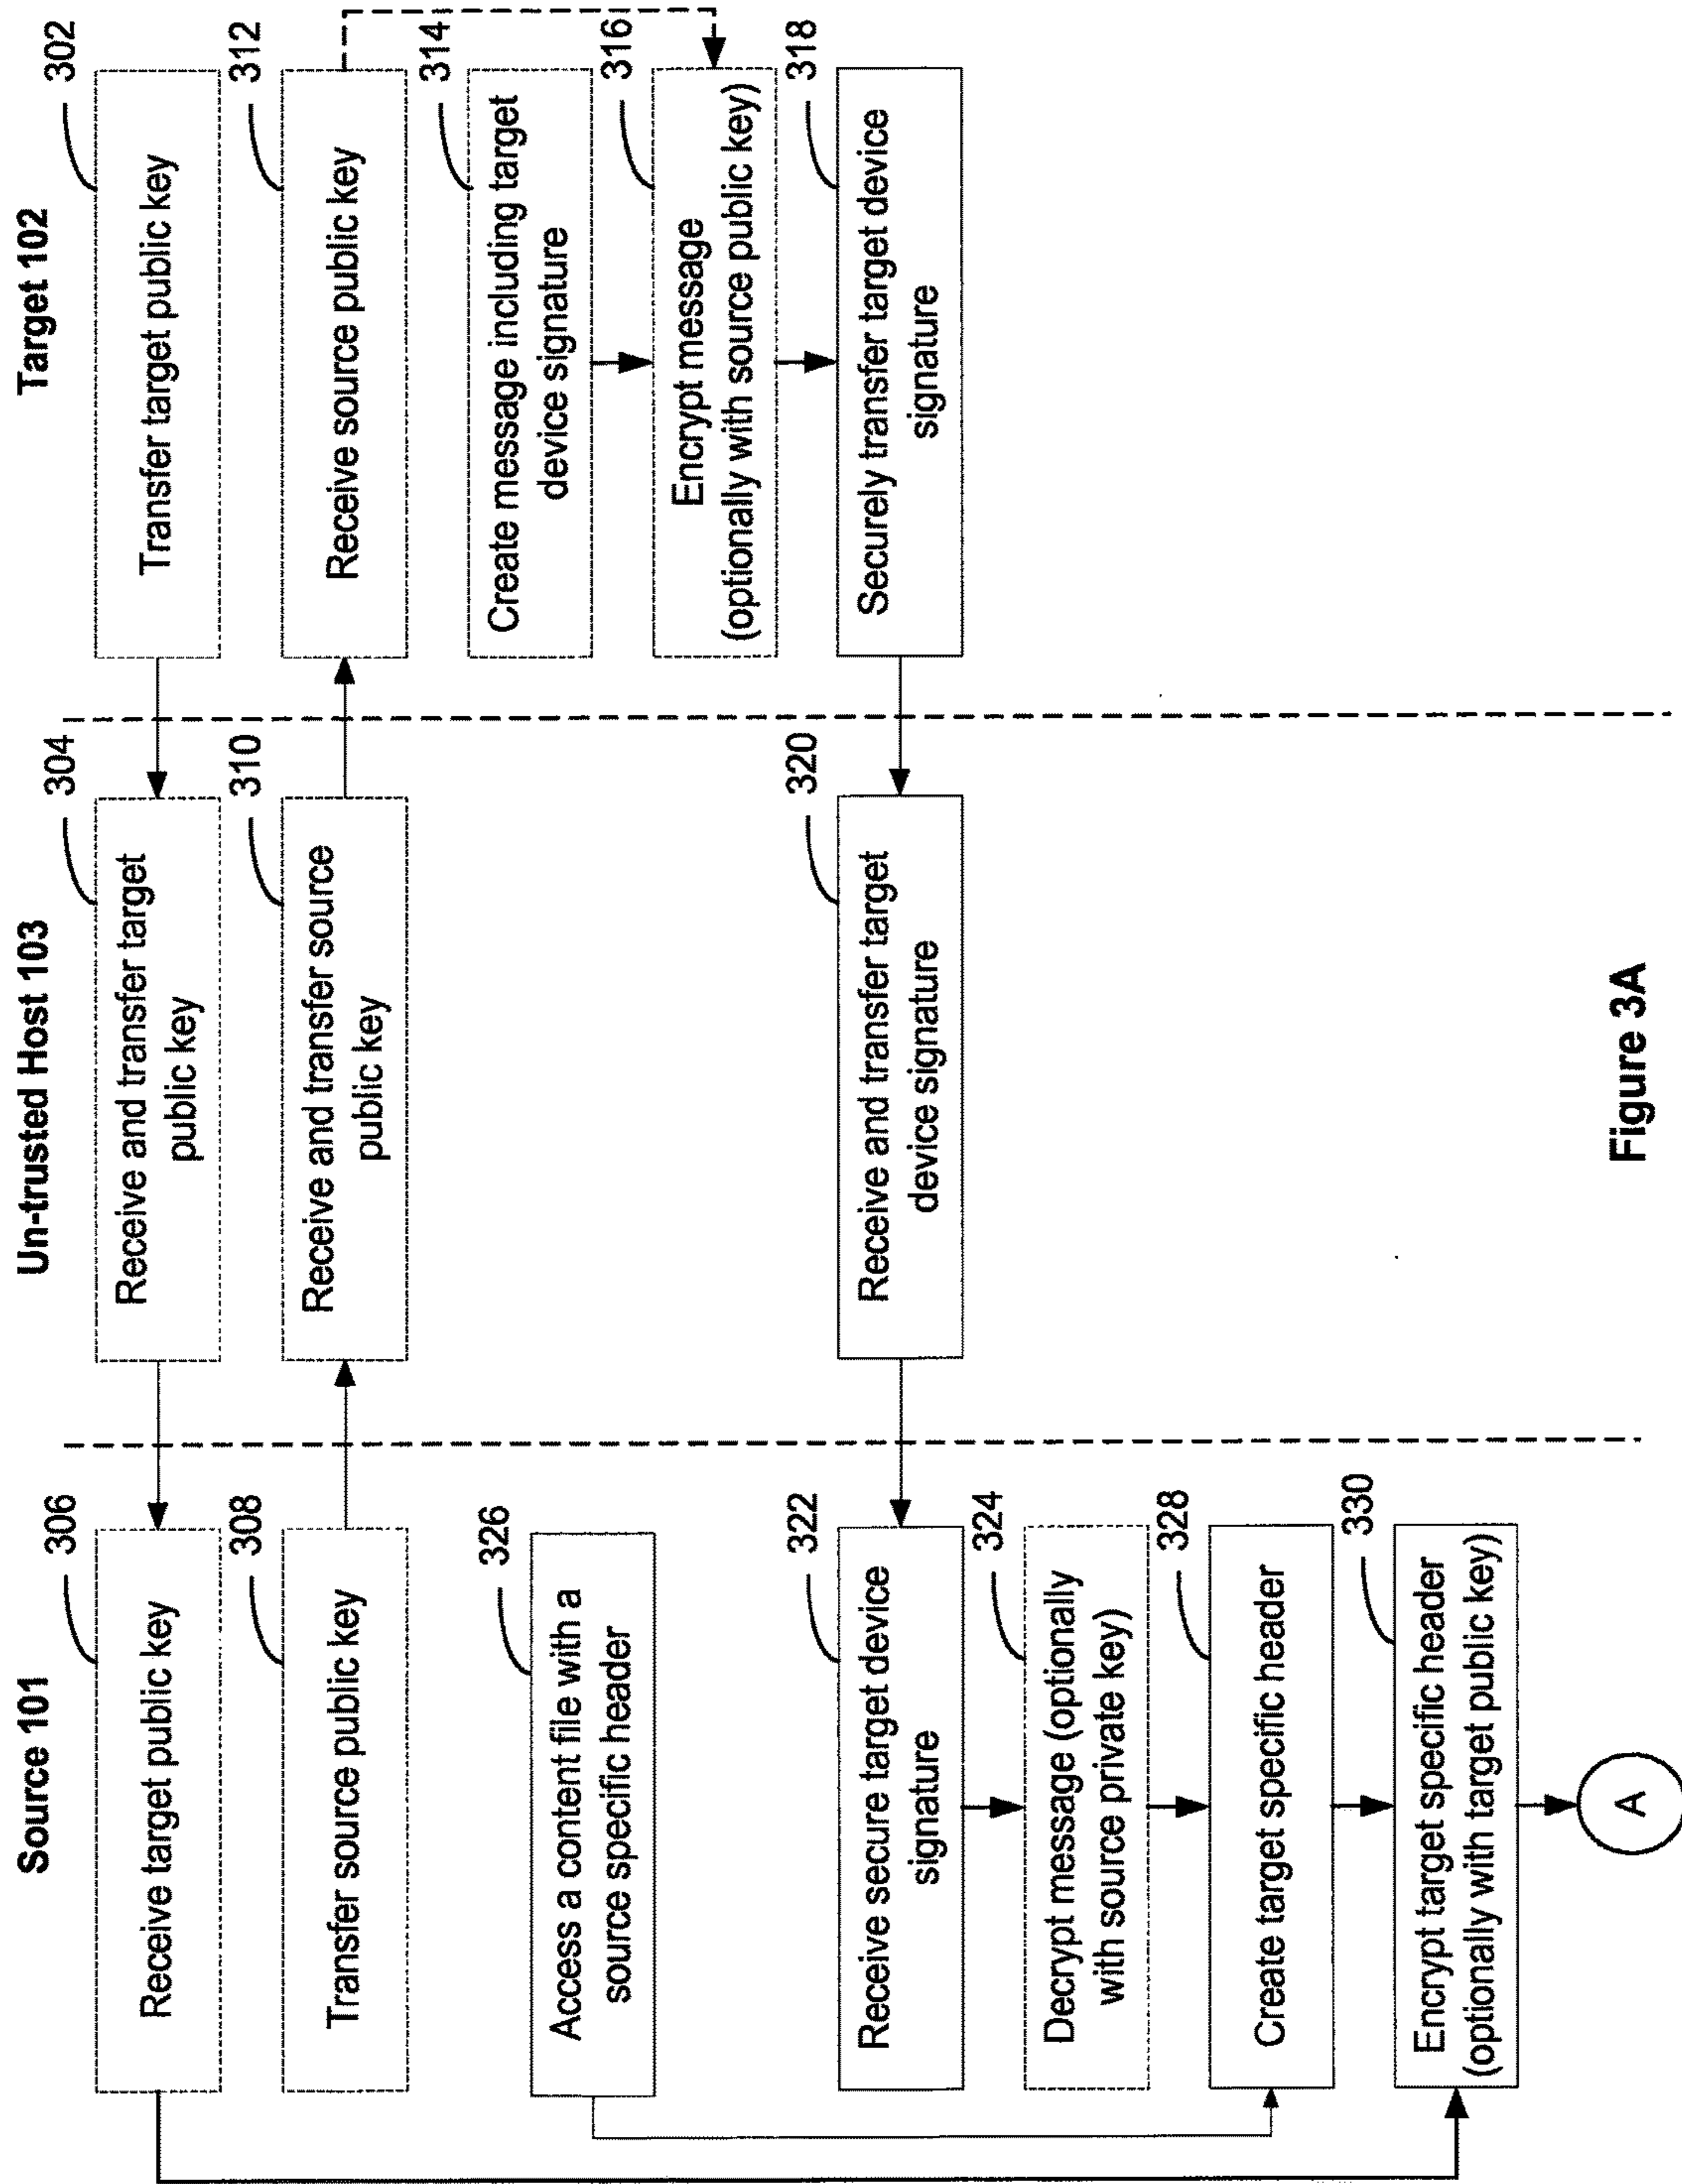 Source 101
Un-trusted Host 103
Target 102
306
Receive target public key
304
Receive and transfer target
public key
302
Transfer target public key
308
Transfer source public key
310
Receive and transfer source
public key
312
Receive source public key
326
Access a content file with a
source specific header
314
Create message including target
device signature
316
Encrypt message
(optionally with source public key)
322
Receive secure target device
signature
320
Receive and transfer target
device signature
318
Securely transfer target device
signature
324
Decrypt message (optionally
with source private key)
328
Create target specific header
330
Encrypt target specific header
(optionally with target public key)
A
Figure 3A